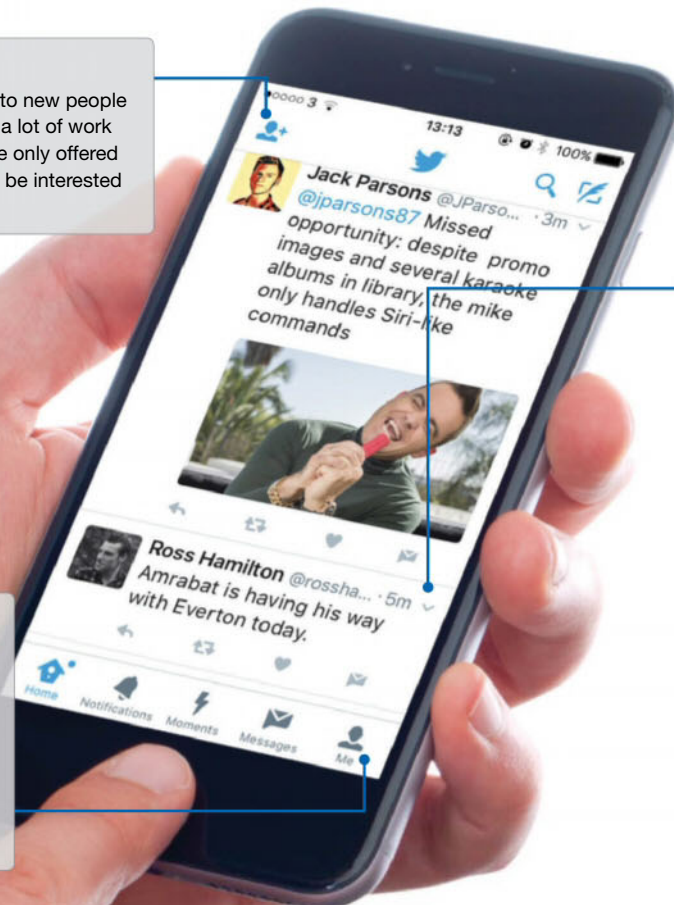 to new people
a lot of work
e only offered
be interested
3
13:13
100%
Jack Parsons @JParso... · 3m
@jparsons87 Missed
opportunity: despite promo
images and several karaoke
albums in library, the mike
only handles Siri-like
commands
Ross Hamilton @rossha... · 5m
Amrabat is having his way
with Everton today.
Home
Notifications
Moments
Messages
Me